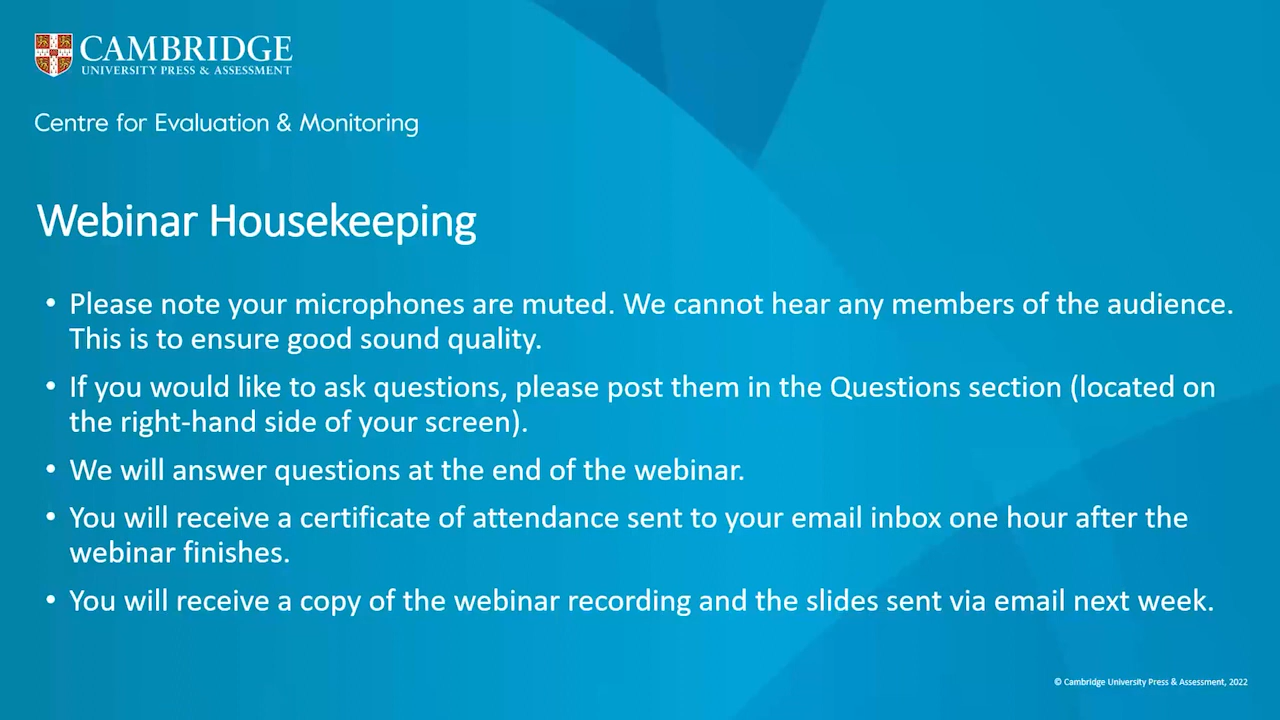 CAMBRIDGE
UNIVERSITY PRESS & ASSESSMENT
Centre for Evaluation & Monitoring
Webinar Housekeeping
• Please note your microphones are muted. We cannot hear any members of the audience.
This is to ensure good sound quality.
• If you would like to ask questions, please post them in the Questions section (located on
the right-hand side of your screen).
• We will answer questions at the end of the webinar.
• You will receive a certificate of attendance sent to your email inbox one hour after the
webinar finishes.
• You will receive a copy of the webinar recording and the slides sent via email next week.
© Cambridge University Press & Assessment, 2022